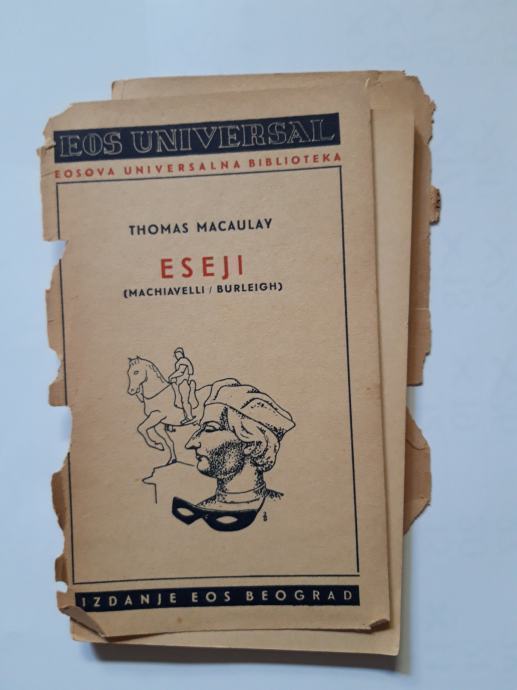 EOS UNIVERSAL
EOSOVA UNIVERSALNA BIBLIOTEKA
THOMAS MACAULAY
ESEJI
(MACHIAVELLI / BURLEIGH)
IZDANJE EOS BEOGRAD